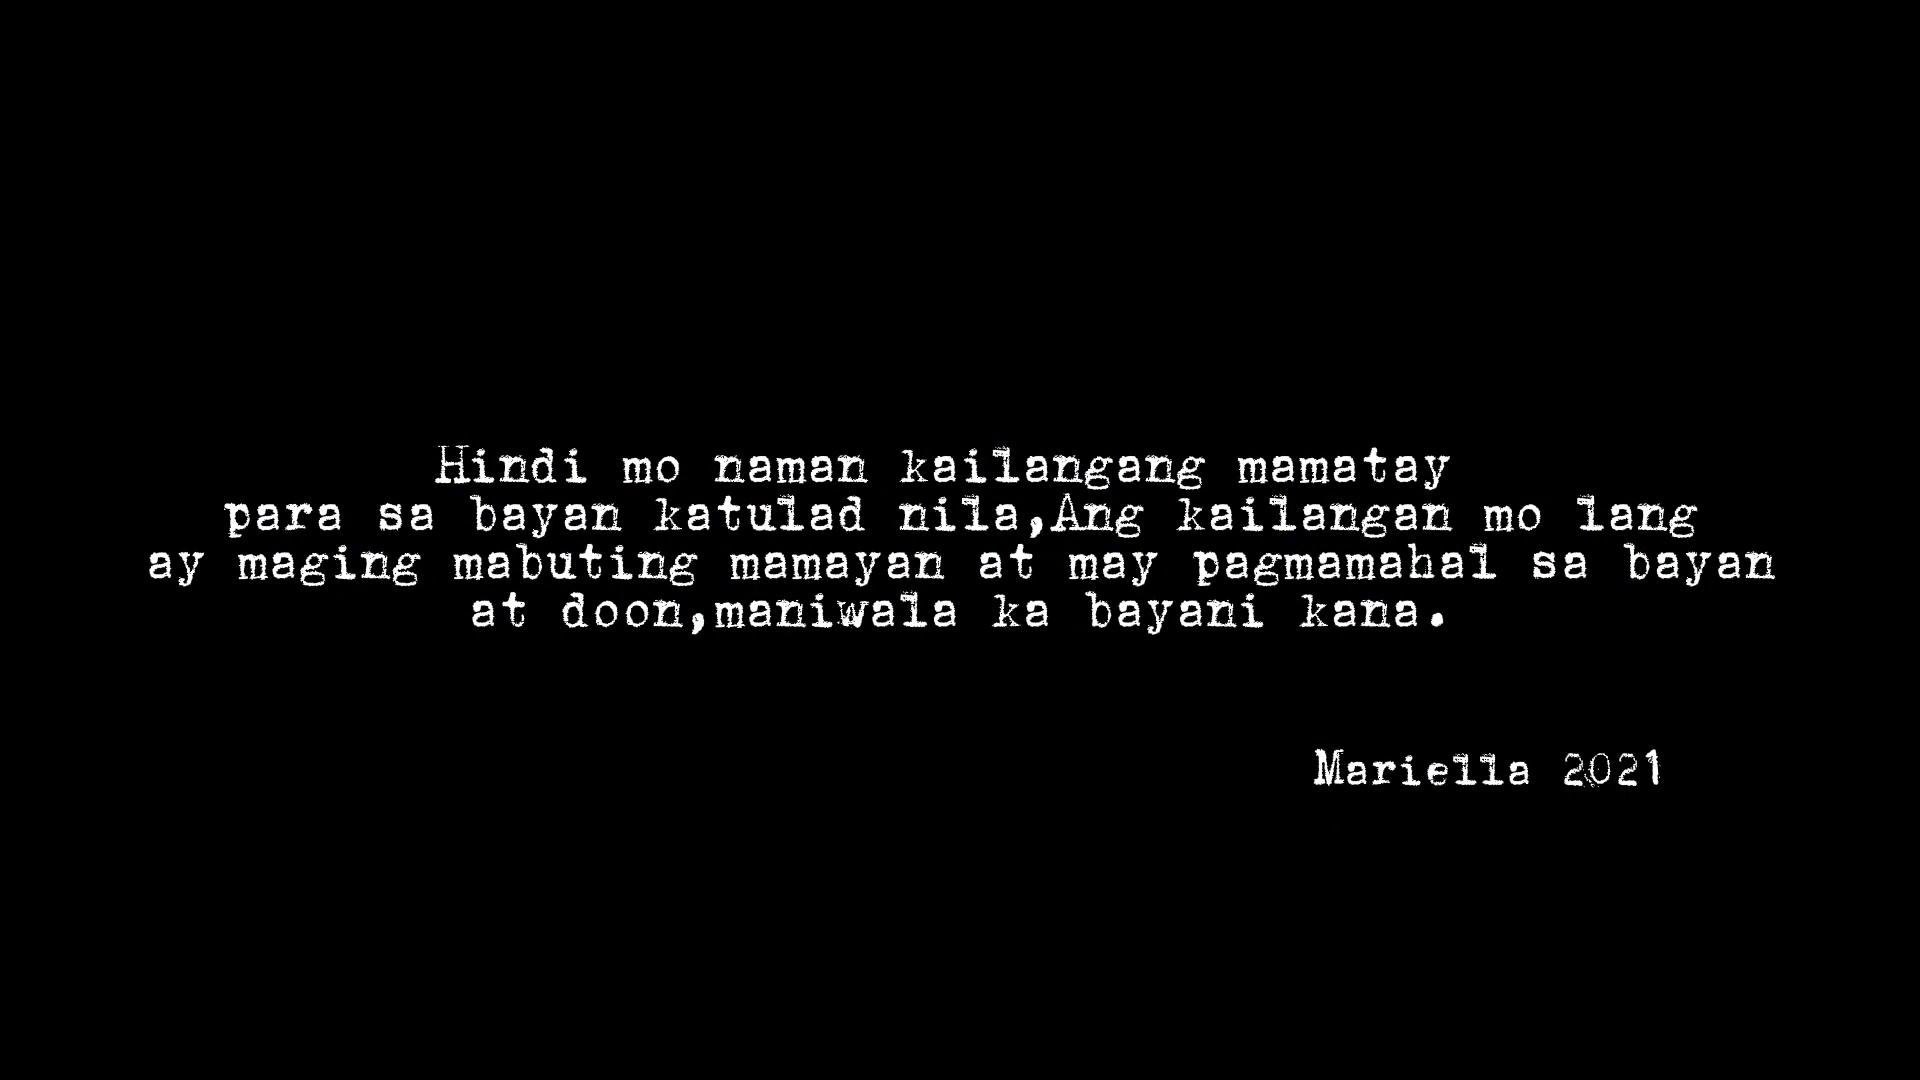 Hindi mo naman kailangang mamatay
para sa bayan katulad nila,Ang kailangan mo lang
ay maging mabuting mamayan at may pagmamahal sa bayan
at doon,maniwala ka bayani kana.
Mariella 2021